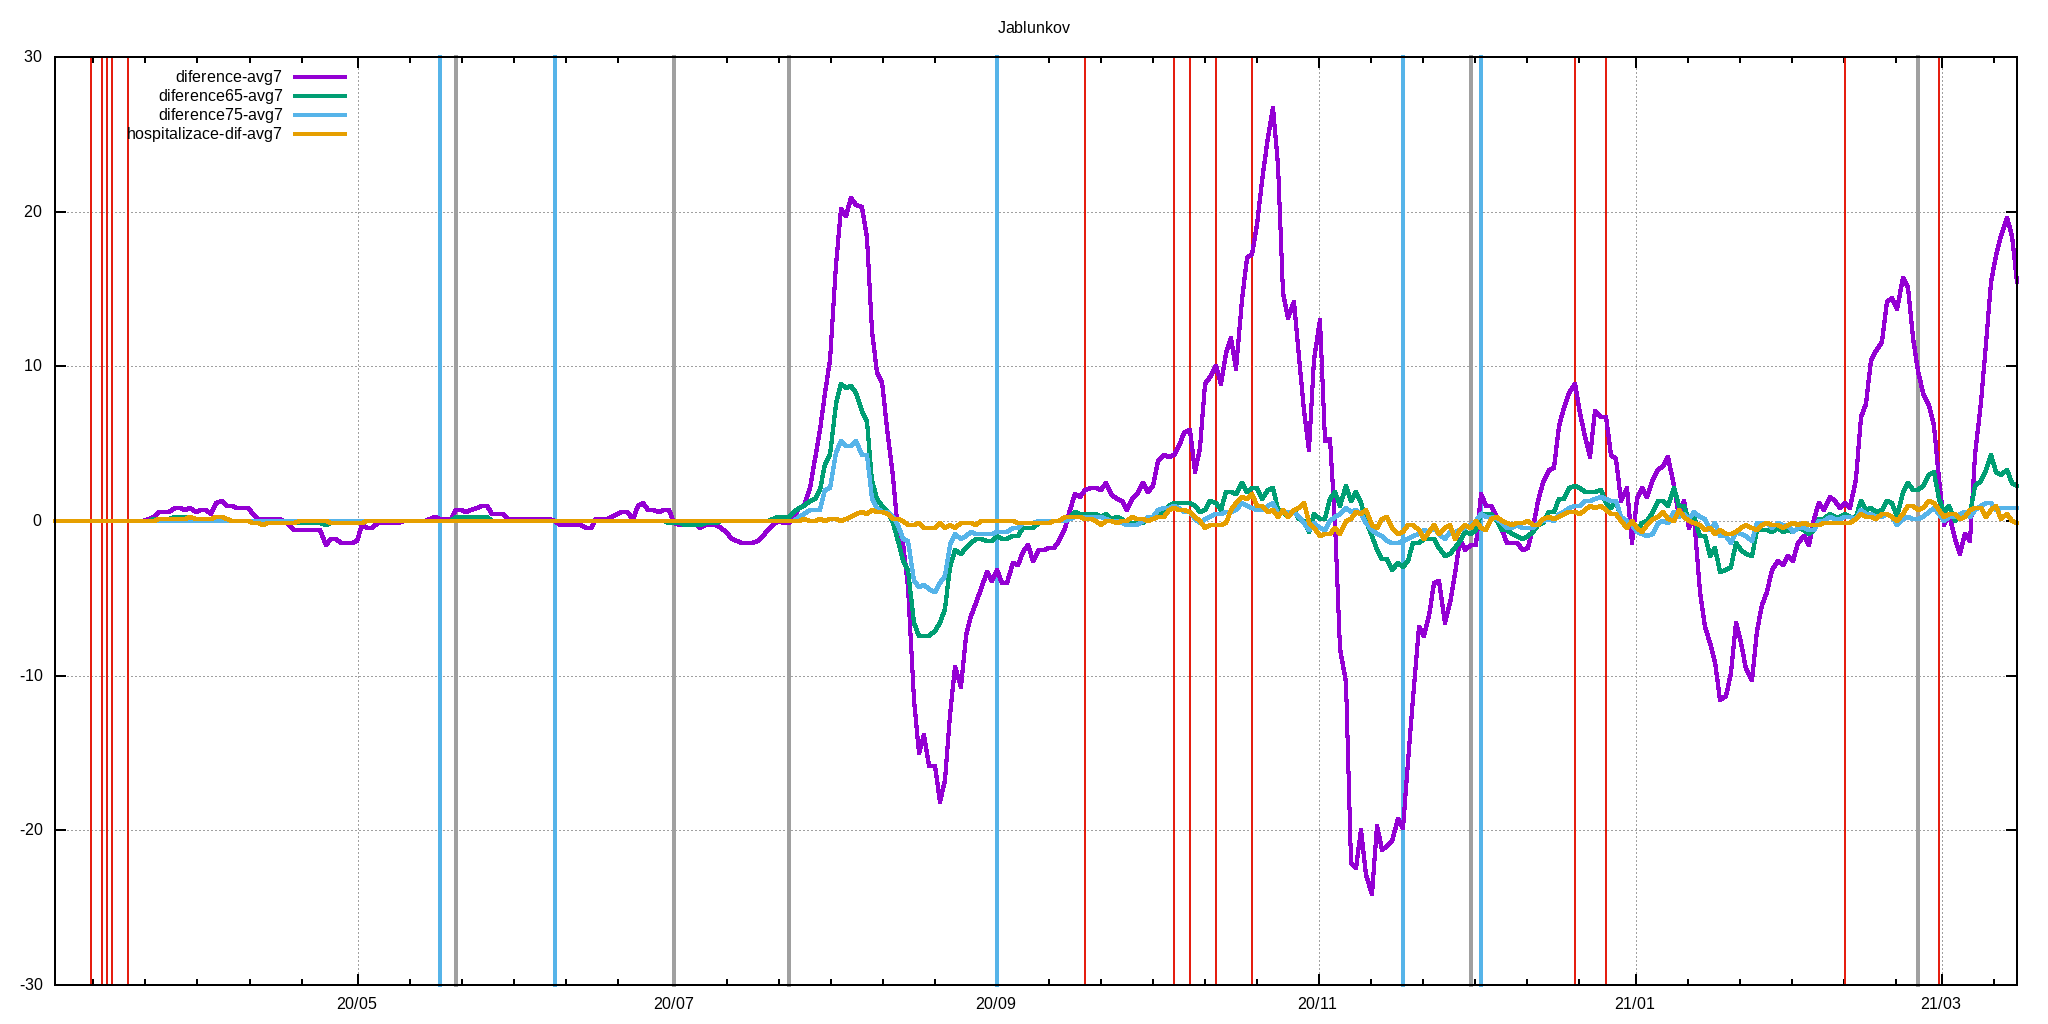 Jablunkov
30
20
10
0
-10
-20
-30
diference-avg7
diference65-avg7
diference75-avg7
hospitalizace-dif-avg7
20/05
20/07
20/09
20/11
21/01
21/03